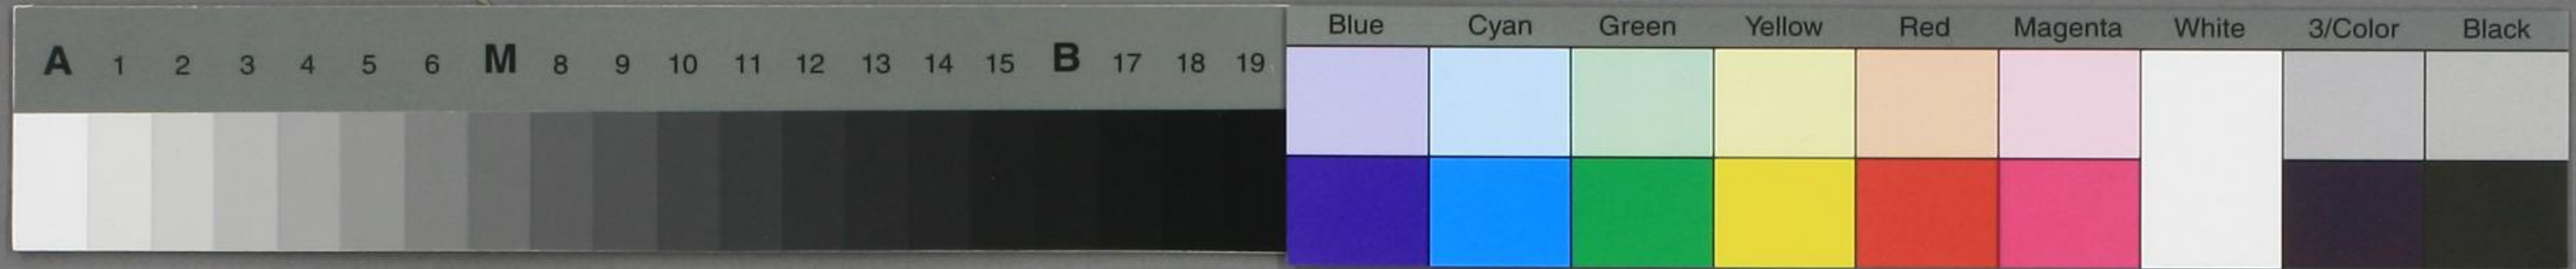 A 1 2 3 4 5 6 M 8 9 10 11 12 13 14 15 B 17 18 19
Blue Cyan Green Yellow Red Magenta White 3/Color Black